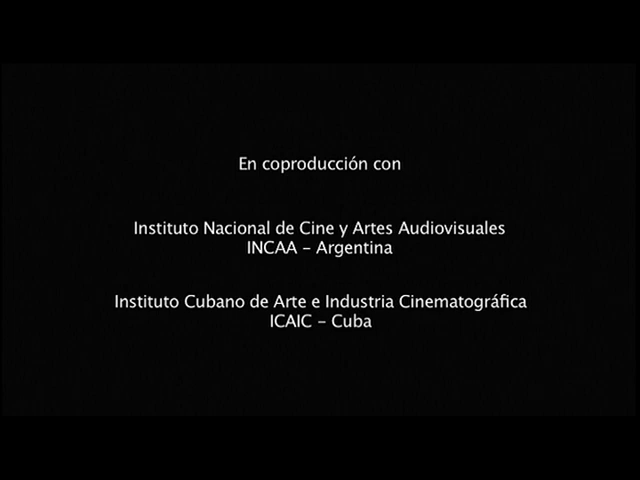 En coproducción con
Instituto Nacional de Cine y Artes Audiovisuales
INCAA – Argentina
Instituto Cubano de Arte e Industria Cinematográfica
ICAIC – Cuba